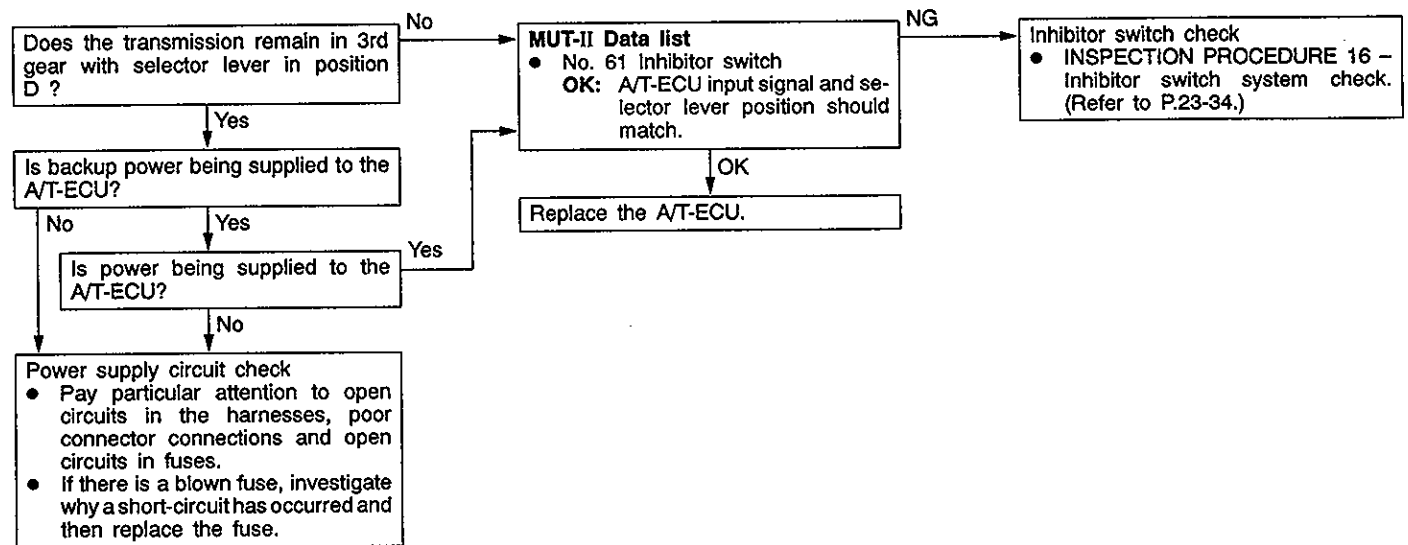 Does the transmission remain in 3rd
gear with selector lever in position
D ?
No
Yes
Is backup power being supplied to the
A/T-ECU?
No
Yes
Is power being supplied to the
A/T-ECU?
Yes
No
Power supply circuit check
● Pay particular attention to open
circuits in the harnesses, poor
connector connections and open
circuits in fuses.
● If there is a blown fuse, investigate
why a short-circuit has occurred and
then replace the fuse.
MUT-II Data list
● No. 61 Inhibitor switch
OK: A/T-ECU input signal and se-
lector lever position should
match.
NG
OK
Replace the A/T-ECU.
Inhibitor switch check
● INSPECTION PROCEDURE 16 –
Inhibitor switch system check.
(Refer to P.23-34.)